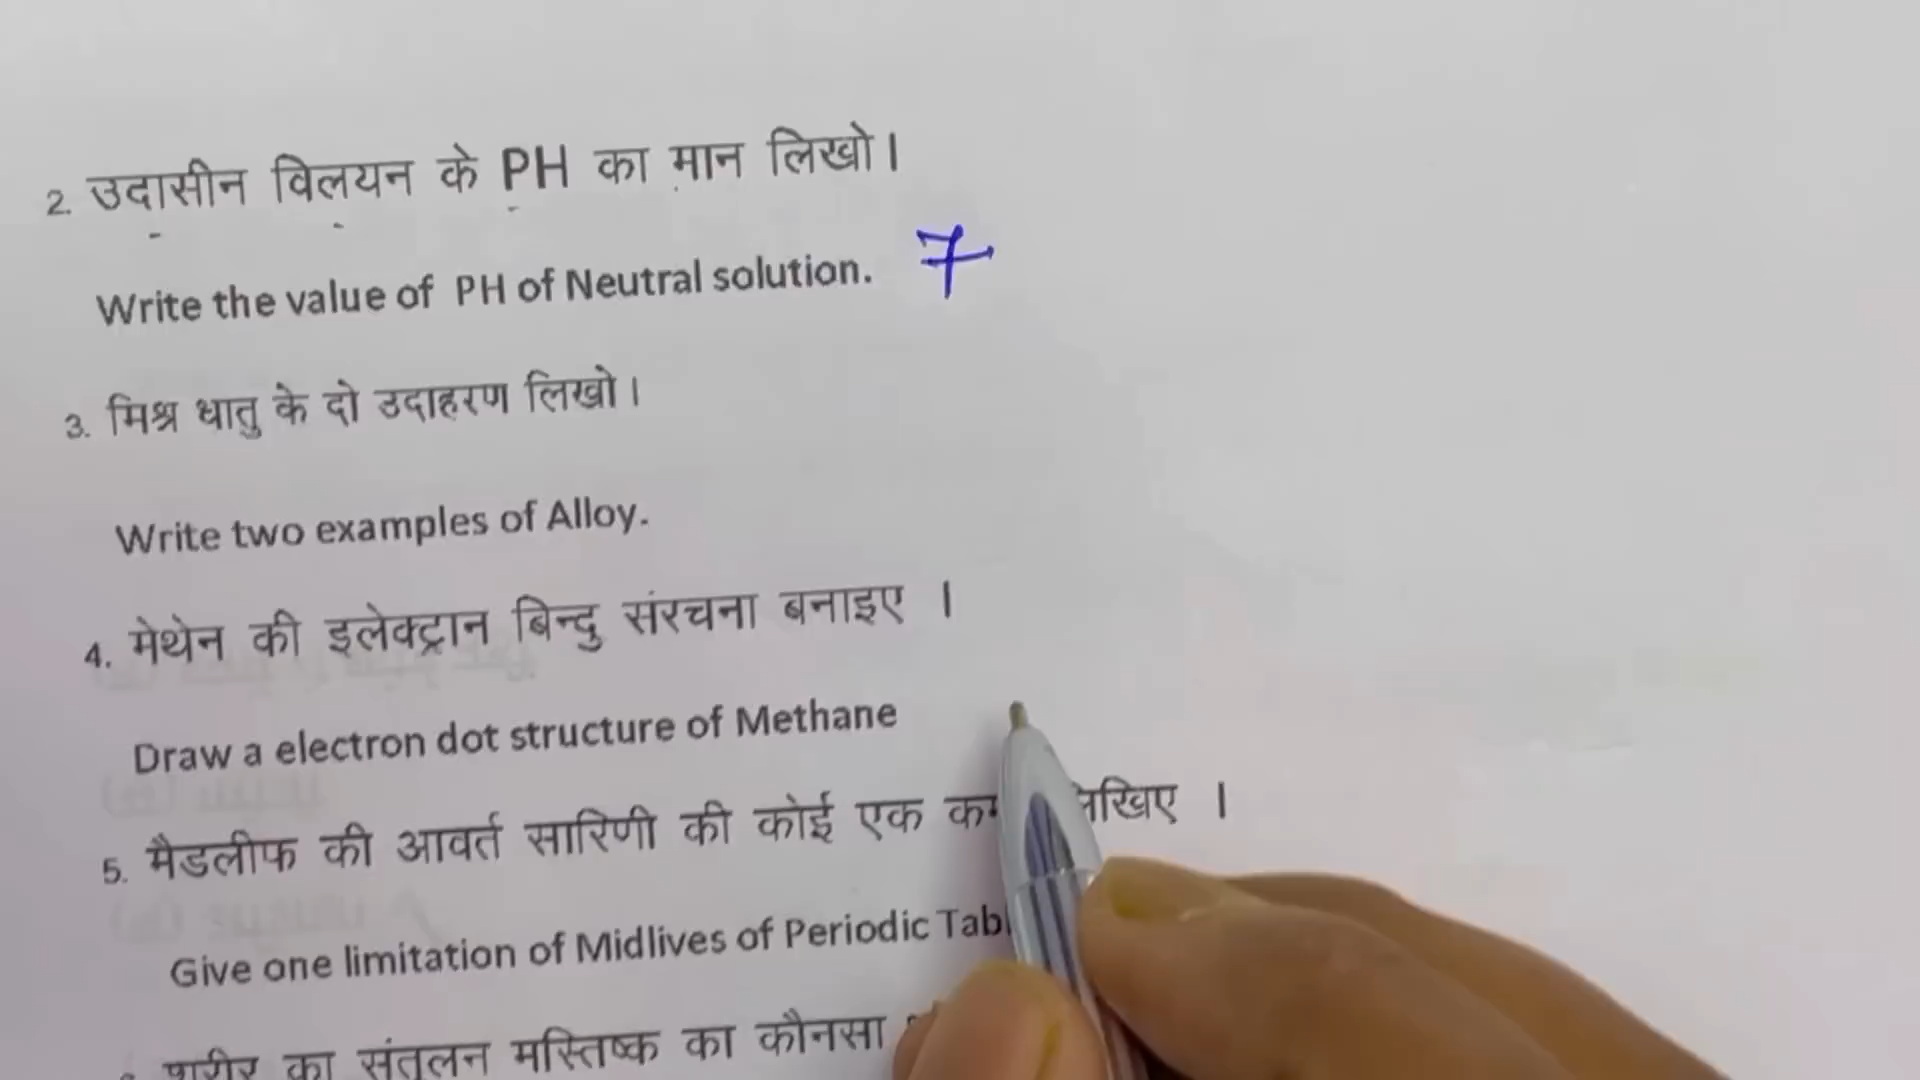 2. उदासीन विलयन के PH का मान लिखो।
Write the value of PH of Neutral solution. 7
3. मिश्र धातु के दो उदाहरण लिखो।
Write two examples of Alloy.
4. मेथेन की इलेक्ट्रान बिन्दु संरचना बनाइए ।
Draw a electron dot structure of Methane
5. मैडलीफ की आवर्त सारिणी की कोई एक ।
Give one limitation of Midlives of Periodic
शरीर का संतुलन मस्तिष्क का कौनसा